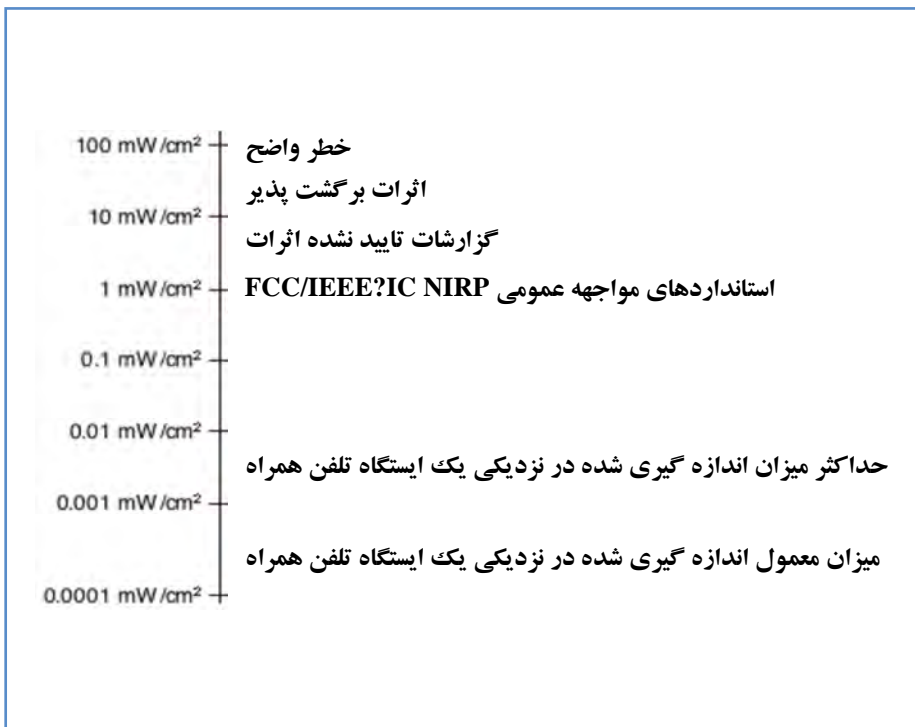 100 mW/cm² خطر واضح
اثرات برگشت پذیر
10 mW/cm²
گزارشات تایید نشده اثرات
1 mW/cm² استانداردهای مواجهه عمومی FCC/IEEE?IC NIRP
0.1 mW/cm²
0.01 mW/cm²
حداکثر میزان اندازه گیری شده در نزدیکی یک ایستگاه تلفن همراه
0.001 mW/cm²
میزان معمول اندازه گیری شده در نزدیکی یک ایستگاه تلفن همراه
0.0001 mW/cm²